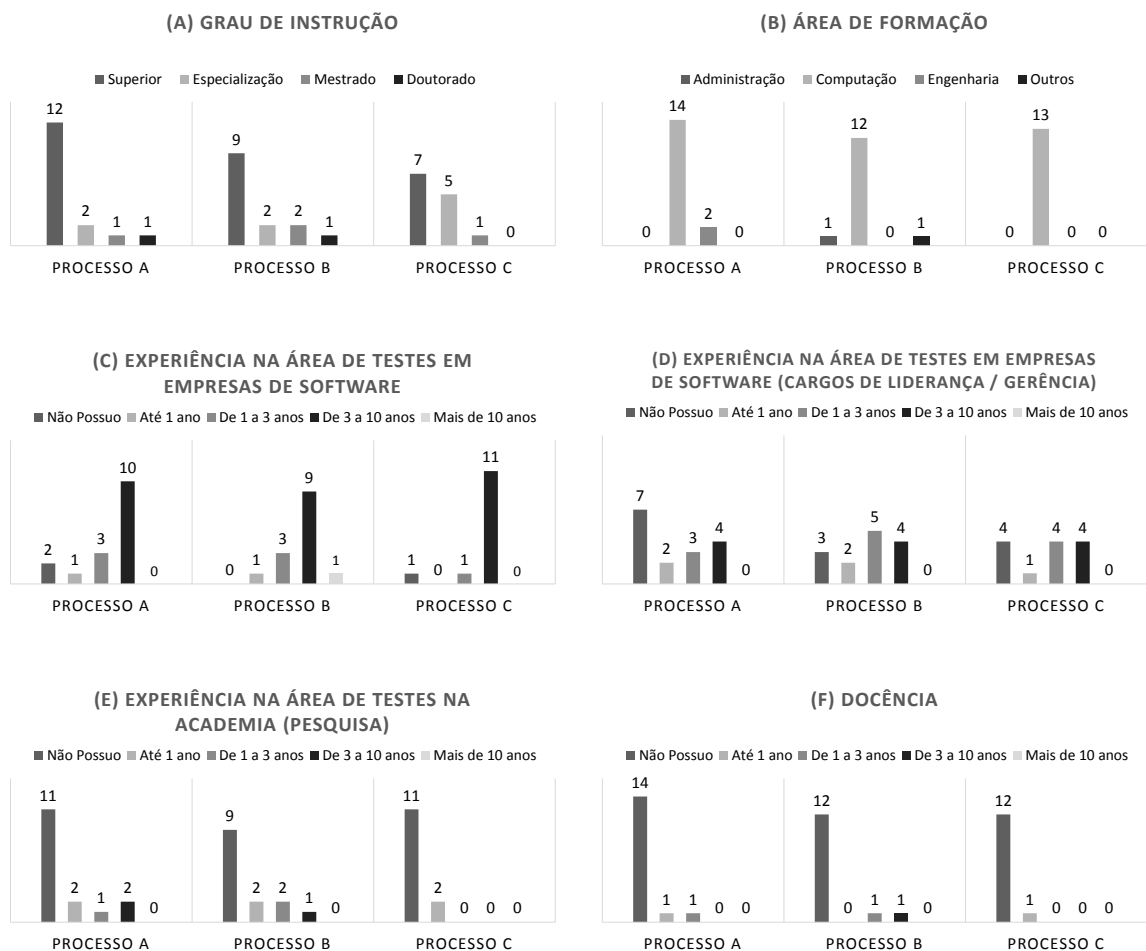 (A) GRAU DE INSTRUÇÃO
Superior Especialização Mestrado Doutorado
12 2 1 1 9 2 2 1 7 5 1 0
PROCESSO A PROCESSO B PROCESSO C
(B) ÁREA DE FORMAÇÃO
Administração Computação Engenharia Outros
0 14 2 0 1 12 0 1 0 13 0 0
PROCESSO A PROCESSO B PROCESSO C
(C) EXPERIÊNCIA NA ÁREA DE TESTES EM
EMPRESAS DE SOFTWARE
Não Possuo Até 1 ano De 1 a 3 anos De 3 a 10 anos Mais de 10 anos
2 1 3 10 0 0 1 3 9 1 1 0 1 11 0
PROCESSO A PROCESSO B PROCESSO C
(D) EXPERIÊNCIA NA ÁREA DE TESTES EM EMPRESAS
DE SOFTWARE (CARGOS DE LIDERANÇA / GERÊNCIA)
Não Possuo Até 1 ano De 1 a 3 anos De 3 a 10 anos Mais de 10 anos
7 2 3 4 0 3 2 5 4 0 4 1 4 4 0
PROCESSO A PROCESSO B PROCESSO C
(E) EXPERIÊNCIA NA ÁREA DE TESTES NA
ACADEMIA (PESQUISA)
Não Possuo Até 1 ano De 1 a 3 anos De 3 a 10 anos Mais de 10 anos
11 2 1 2 0 9 2 2 1 0 11 2 0 0 0
PROCESSO A PROCESSO B PROCESSO C
(F) DOCÊNCIA
Não Possuo Até 1 ano De 1 a 3 anos De 3 a 10 anos Mais de 10 anos
14 1 1 0 0 12 0 1 1 0 12 1 0 0 0
PROCESSO A PROCESSO B PROCESSO C